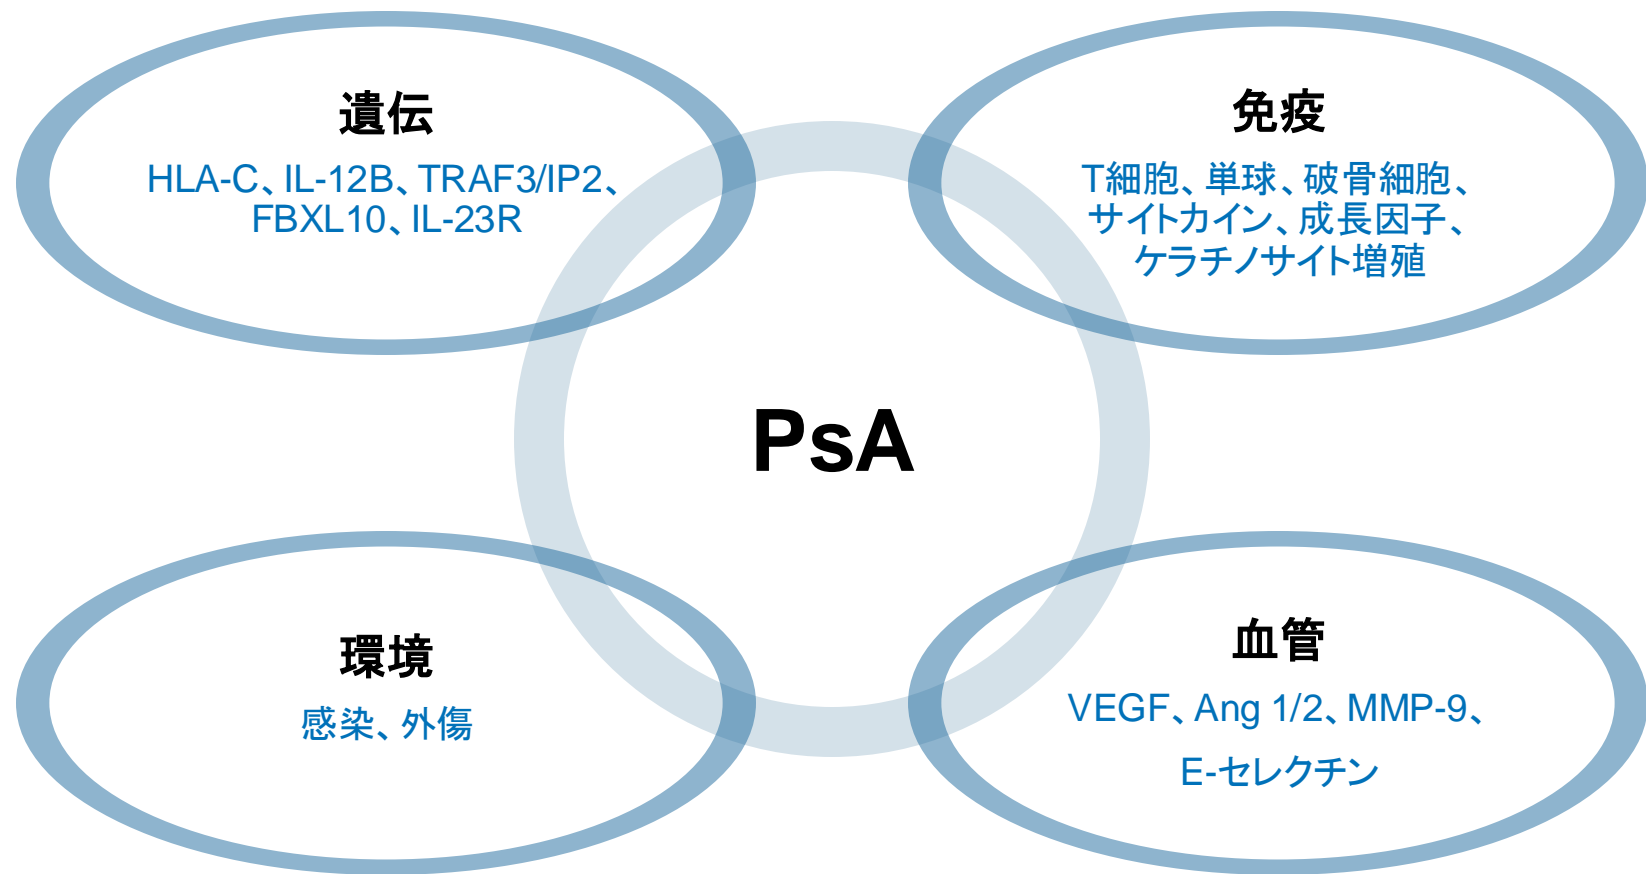 遺伝
HLA-C、IL-12B、TRAF3/IP2、
FBXL10、IL-23R
免疫
T細胞、単球、破骨細胞、
サイトカイン、成長因子、
ケラチノサイト増殖
PsA
環境
感染、外傷
血管
VEGF、Ang 1/2、MMP-9、
E-セレクチン